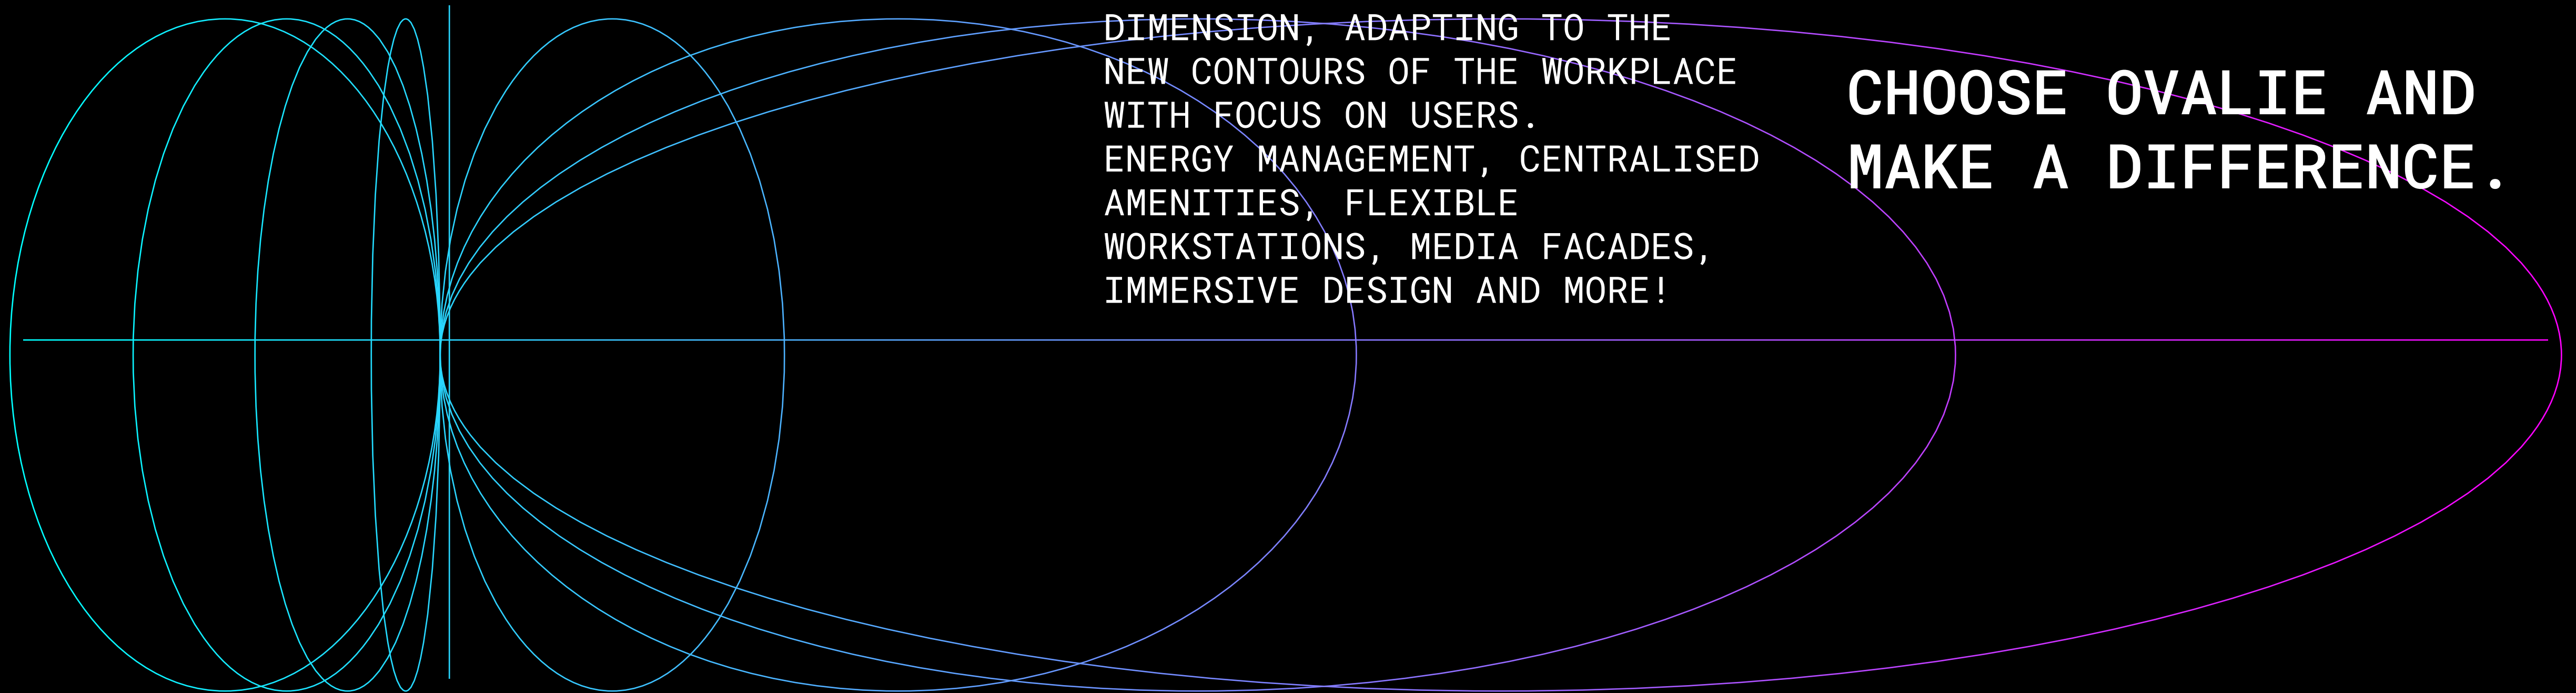 DIMENSION, ADAPTING TO THE
NEW CONTOURS OF THE WORKPLACE
WITH FOCUS ON USERS.
ENERGY MANAGEMENT, CENTRALISED
AMENITIES, FLEXIBLE
WORKSTATIONS, MEDIA FACADES,
IMMERSIVE DESIGN AND MORE!
CHOOSE OVALIE AND
MAKE A DIFFERENCE.